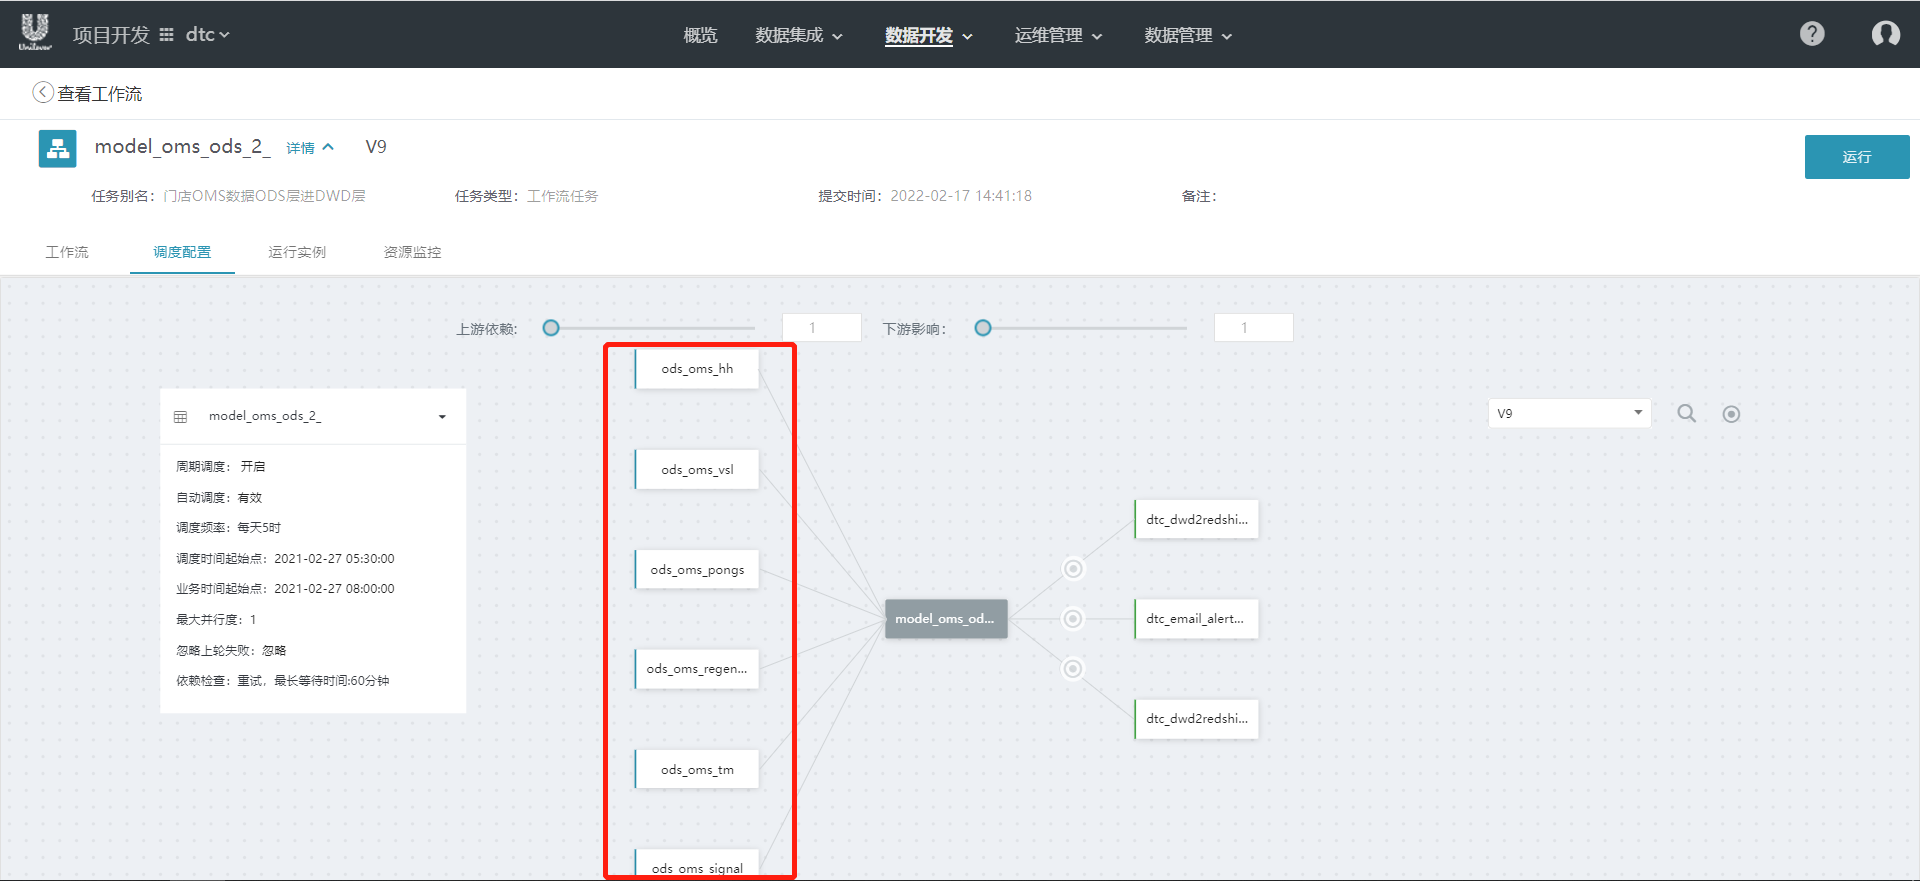 Unilever
项目开发 dtc
概览 数据集成 数据开发 运维管理 数据管理
?
查看工作流
model_oms_ods_2_ 详情 V9
运行
任务别名：门店OMS数据ODS层进DWD层 任务类型：工作流任务 提交时间：2022-02-17 14:41:18 备注：
工作流 调度配置 运行实例 资源监控
上游依赖: 1 下游影响： 1
model_oms_ods_2_
周期调度：开启
自动调度：有效
调度频率：每天5时
调度时间起始点：2021-02-27 05:30:00
业务时间起始点：2021-02-27 08:00:00
最大并行度：1
忽略上轮失败：忽略
依赖检查：重试，最长等待时间:60分钟
ods_oms_hh
ods_oms_vsl
ods_oms_pongs
ods_oms_regen...
ods_oms_tm
ods_oms_signal
model_oms_od...
dtc_dwd2redshi...
dtc_email_alert...
dtc_dwd2redshi...
V9